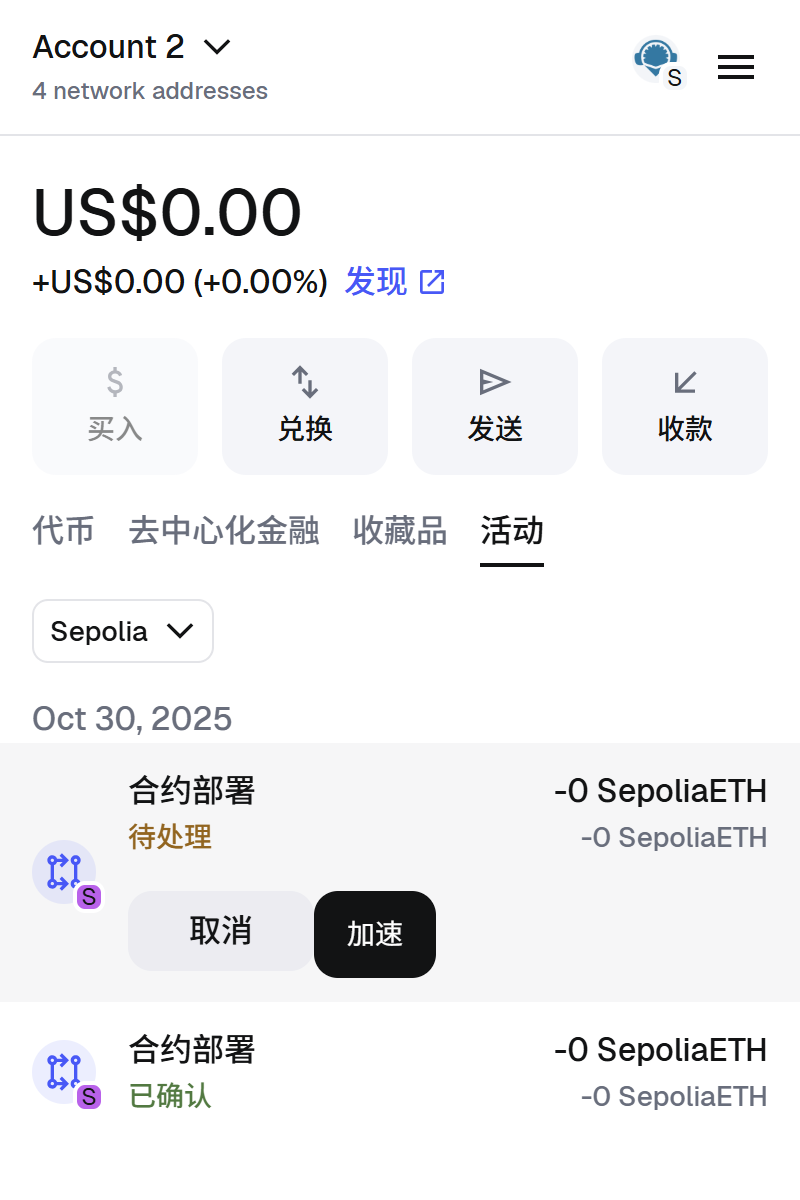 Account 2
4 network addresses
S
US$0.00
+US$0.00 (+0.00%) 发现
$
买入
兑换
发送
收款
代币 去中心化金融 收藏品 活动
Sepolia
Oct 30, 2025
合约部署 -0 SepoliaETH
待处理 -0 SepoliaETH
S
取消 加速
合约部署 -0 SepoliaETH
已确认 -0 SepoliaETH
S